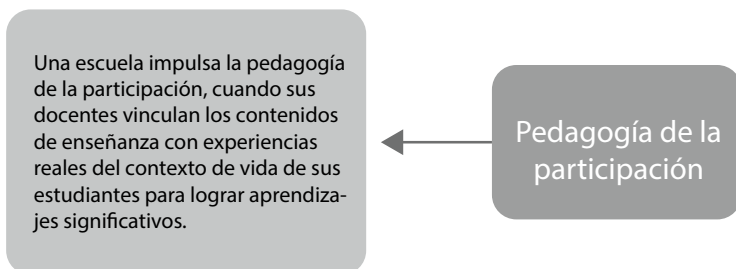 Una escuela impulsa la pedagogía
de la participación, cuando sus
docentes vinculan los contenidos
de enseñanza con experiencias
reales del contexto de vida de sus
estudiantes para lograr aprendiza-
jes significativos.
Pedagogía de la
participación